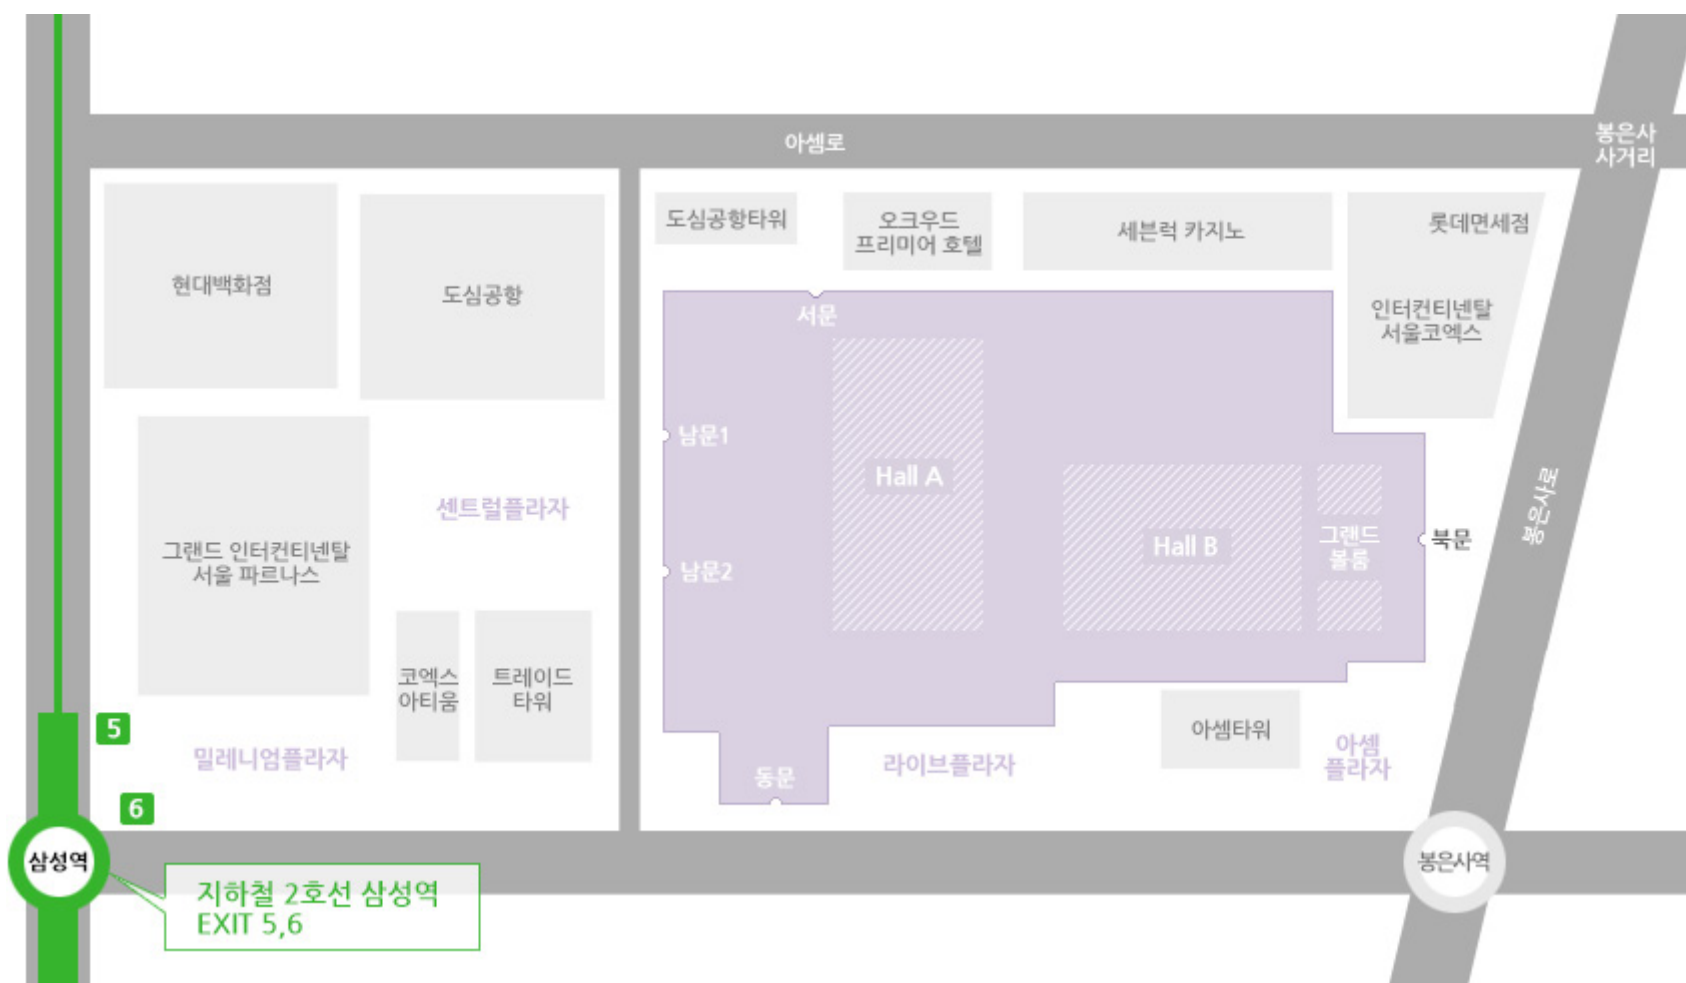 아셈로
봉은사
사거리
현대백화점
도심공항
도심공항타워
오크우드
프리미어 호텔
세븐럭 카지노
롯데면세점
인터컨티넨탈
서울코엑스
서문
남문1
Hall A
센트럴플라자
그랜드 인터컨티넨탈
서울 파르나스
남문2
Hall B
그랜드
볼룸
북문
봉은사로
코엑스
아티움
트레이드
타워
5
밀레니엄플라자
동문
라이브플라자
아셈타워
아셈
플라자
6
삼성역
봉은사역
지하철 2호선 삼성역
EXIT 5,6